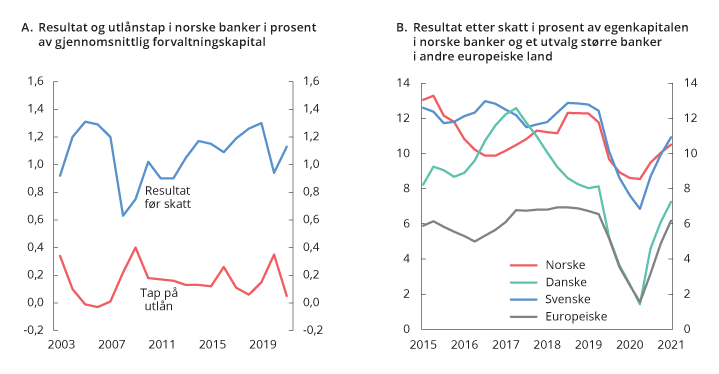 A. Resultat og utlånstap i norske banker i prosent
av gjennomsnittlig forvaltningskapital
1,6 1,6
1,4 1,4
1,2 1,2
1,0 1,0
0,8 0,8
0,6 0,6
0,4 0,4
0,2 0,2
0,0 0,0
-0,2 -0,2
Resultat
før skatt
Tap på
utlån
2003 2007 2011 2015 2019
B. Resultat etter skatt i prosent av egenkapitalen
i norske banker og et utvalg større banker
i andre europeiske land
14 14
12 12
10 10
8 8
6 6
4 4
2 2
0 0
Norske
Danske
Svenske
Europeiske
2015 2016 2017 2018 2019 2020 2021